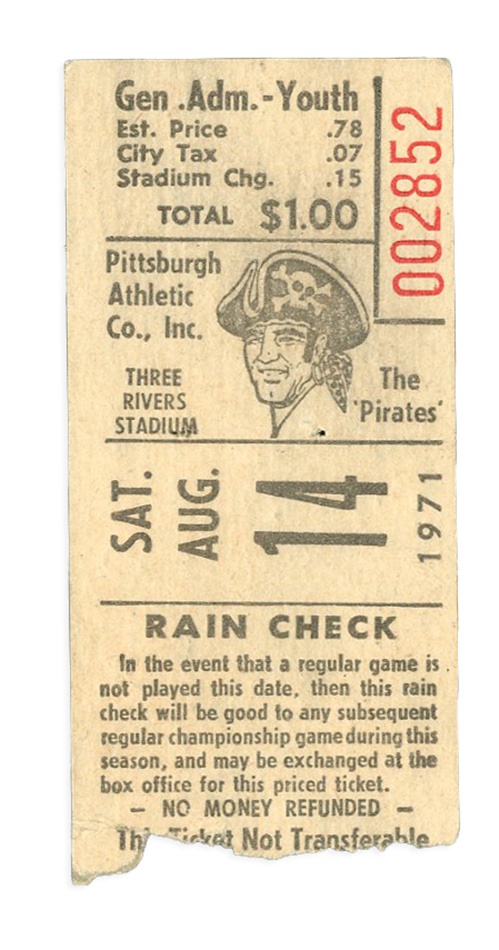 Gen .Adm.-Youth
Est. Price .78
City Tax .07
Stadium Chg. .15
TOTAL $1.00
002852
Pittsburgh
Athletic
Co., Inc.
THREE
RIVERS
STADIUM
The
'Pirates'
SAT.
AUG.
14
1971
RAIN CHECK
In the event that a regular game is
not played this date, then this rain
check will be good to any subsequent
regular championship game during this
season, and may be exchanged at the
box office for this priced ticket.
— NO MONEY REFUNDED —
This Ticket Not Transferable